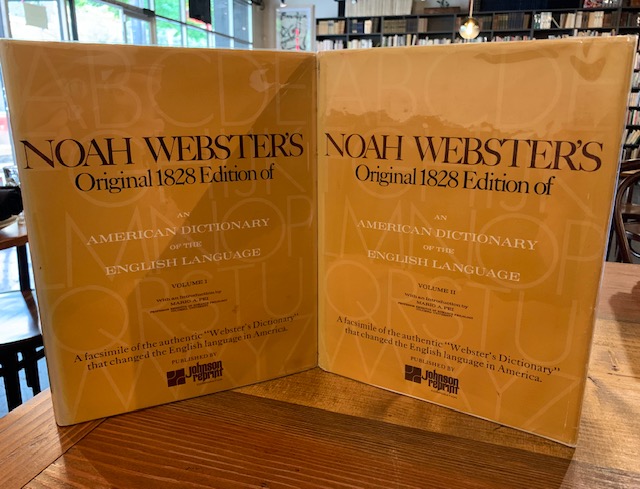 NOAH WEBSTER'S
Original 1828 Edition of
AN
AMERICAN DICTIONARY
OF THE
ENGLISH LANGUAGE
VOLUME I
With an Introduction by
MARIO A. PEI
A facsimile of the authentic "Webster's Dictionary"
that changed the English language in America.
PUBLISHED BY
johnson
reprint
NOAH WEBSTER'S
Original 1828 Edition of
AN
AMERICAN DICTIONARY
OF THE
ENGLISH LANGUAGE
VOLUME II
With an Introduction by
MARIO A. PEI
A facsimile of the authentic "Webster's Dictionary"
that changed the English language in America.
PUBLISHED BY
johnson
reprint